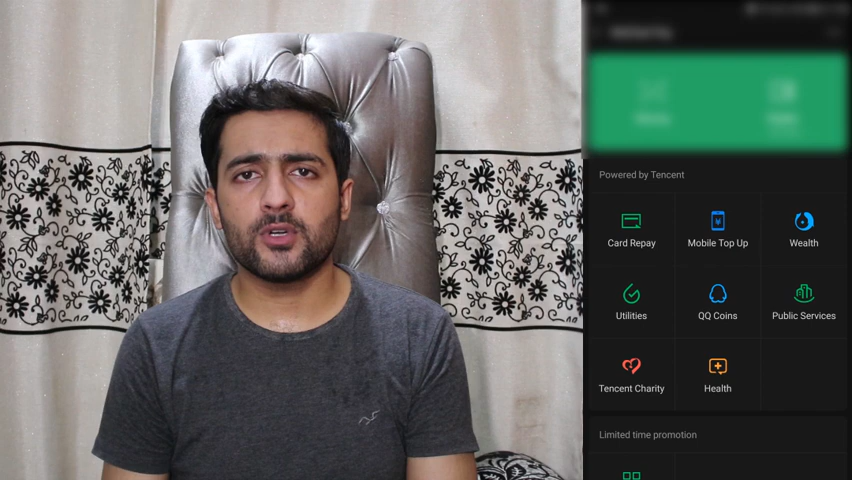 Powered by Tencent
Card Repay
Mobile Top Up
Wealth
Utilities
QQ Coins
Public Services
Tencent Charity
Health
Limited time promotion